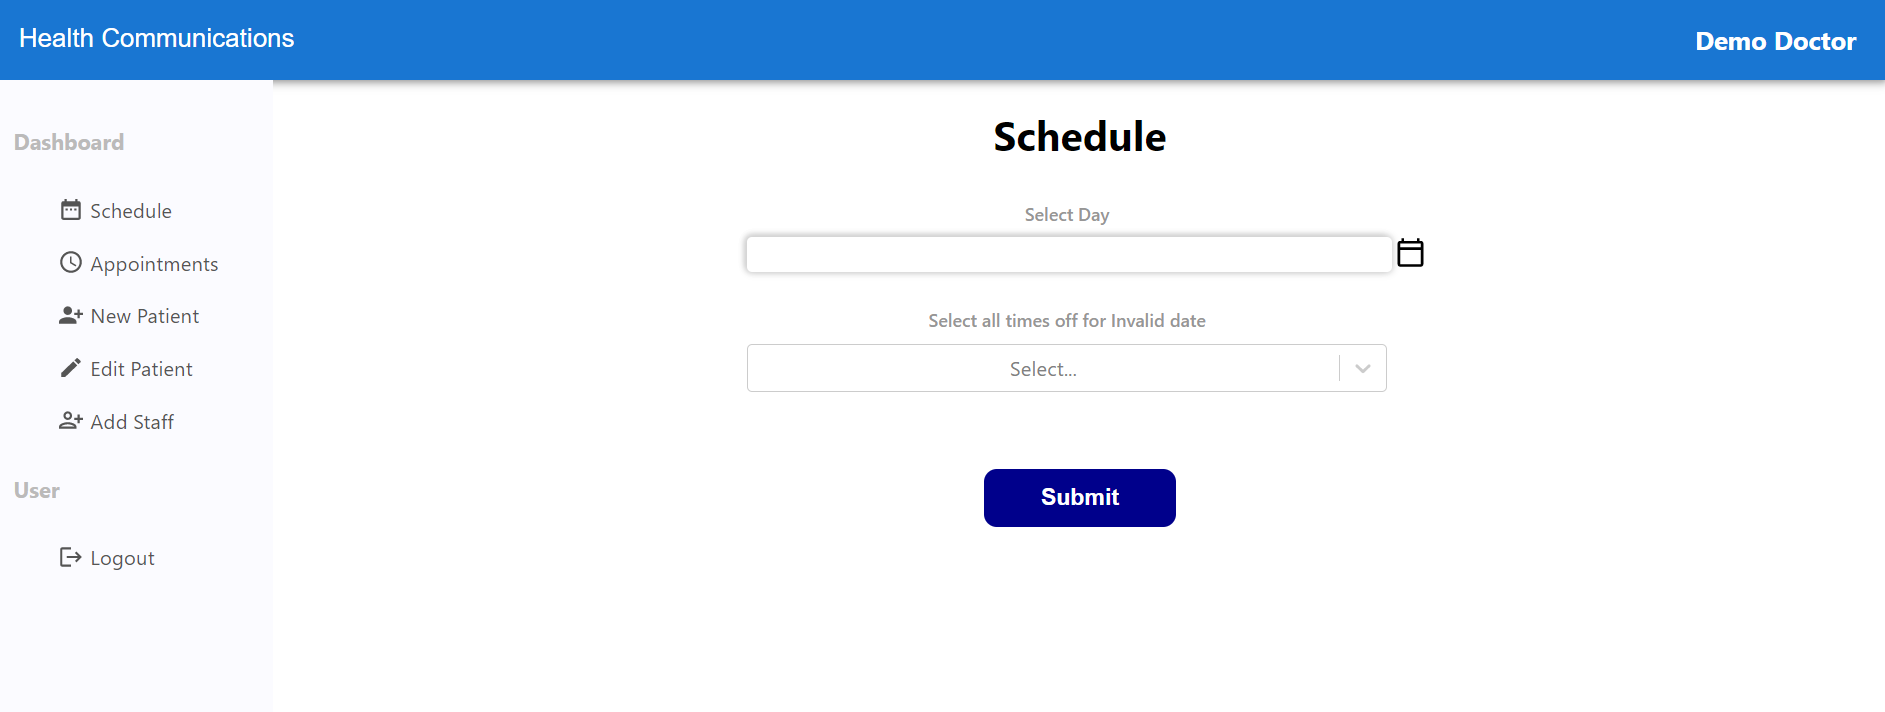 Health Communications
Demo Doctor
Dashboard
Schedule
Appointments
New Patient
Edit Patient
Add Staff
User
Logout
Schedule
Select Day
Select all times off for Invalid date
Select...
Submit